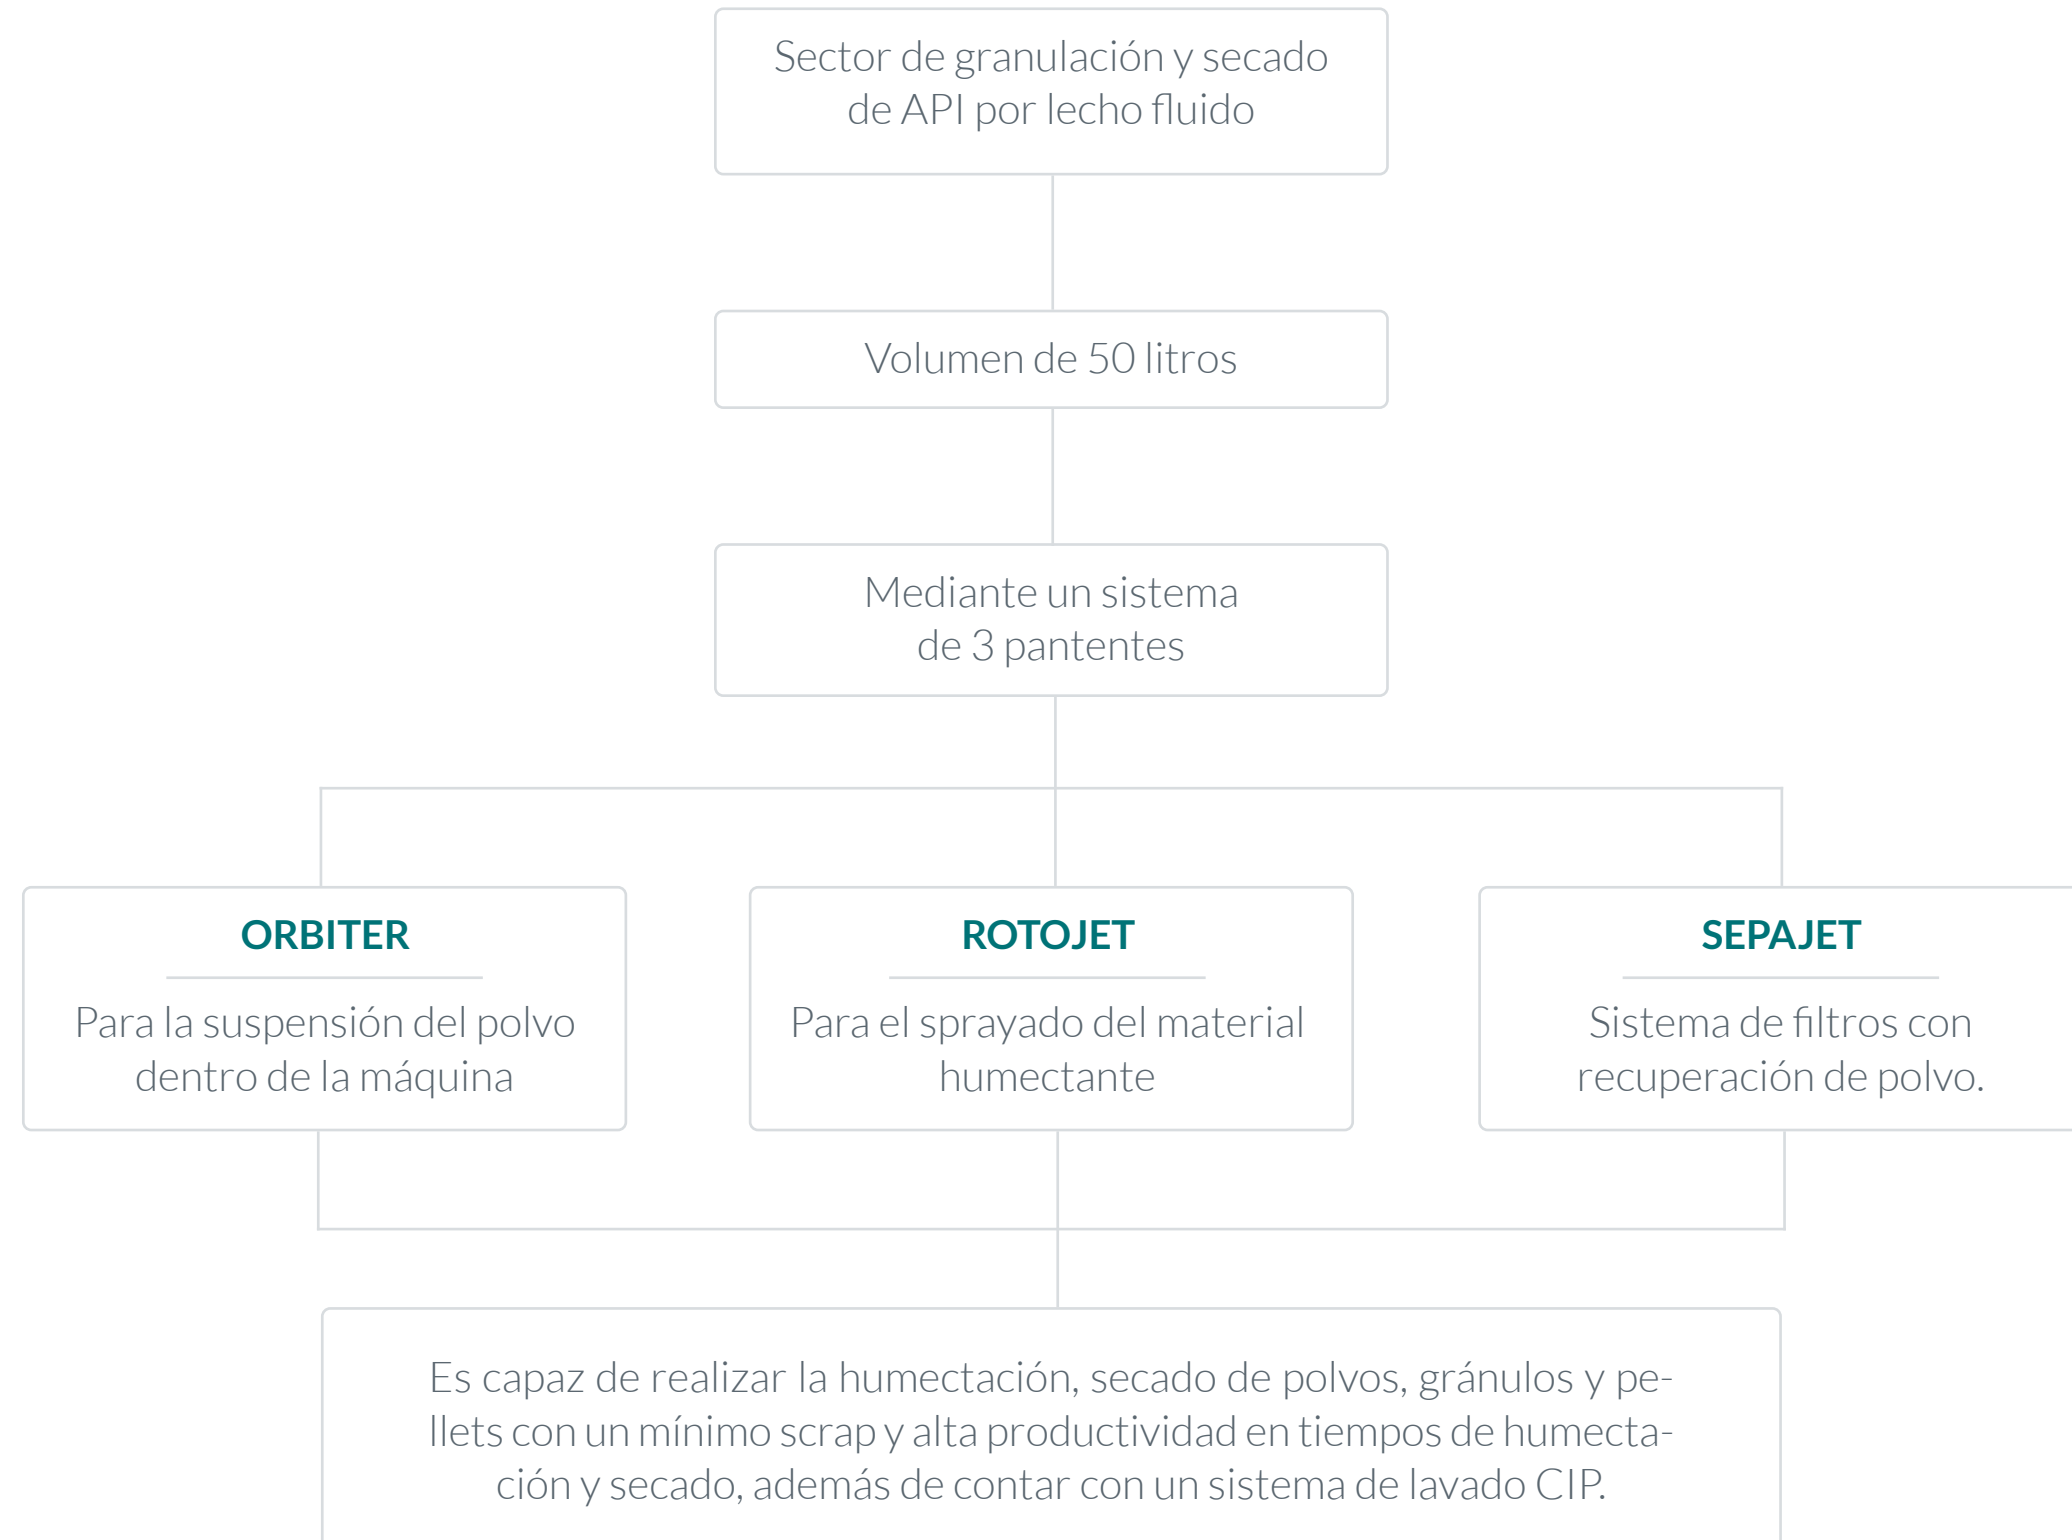 Sector de granulación y secado
de API por lecho fluido
Volumen de 50 litros
Mediante un sistema
de 3 pantentes
ORBITER
Para la suspensión del polvo
dentro de la máquina
ROTOJET
Para el sprayado del material
humectante
SEPAJET
Sistema de filtros con
recuperación de polvo.
Es capaz de realizar la humectación, secado de polvos, gránulos y pe-
llets con un mínimo scrap y alta productividad en tiempos de humecta-
ción y secado, además de contar con un sistema de lavado CIP.